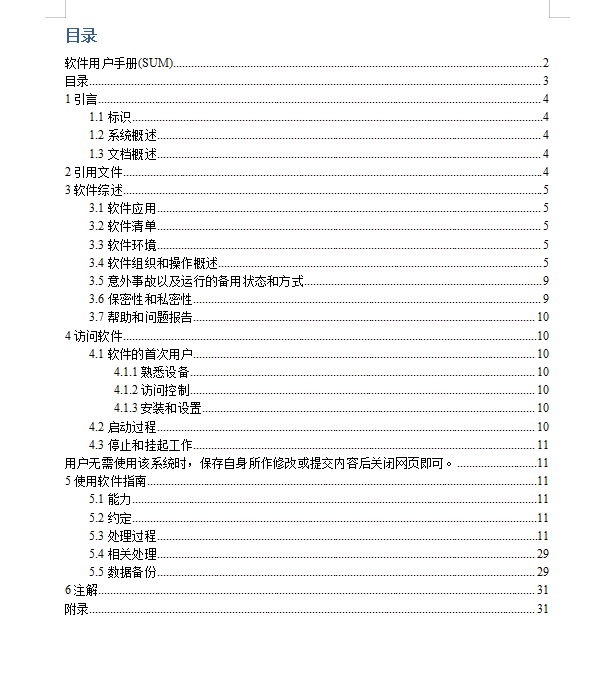 目录
软件用户手册(SUM)......2
目录......3
1 引言......4
1.1 标识......4
1.2 系统概述......4
1.3 文档概述......4
2 引用文件......4
3 软件综述......5
3.1 软件应用......5
3.2 软件清单......5
3.3 软件环境......5
3.4 软件组织和操作概述......5
3.5 意外事故以及运行的备用状态和方式......9
3.6 保密性和私密性......9
3.7 帮助和问题报告......10
4 访问软件......10
4.1 软件的首次用户......10
4.1.1 熟悉设备......10
4.1.2 访问控制......10
4.1.3 安装和设置......10
4.2 启动过程......10
4.3 停止和挂起工作......11
用户无需使用该系统时，保存自身所作修改或提交内容后关闭网页即可。......11
5 使用软件指南......11
5.1 能力......11
5.2 约定......11
5.3 处理过程......11
5.4 相关处理......29
5.5 数据备份......29
6 注解......31
附录......31